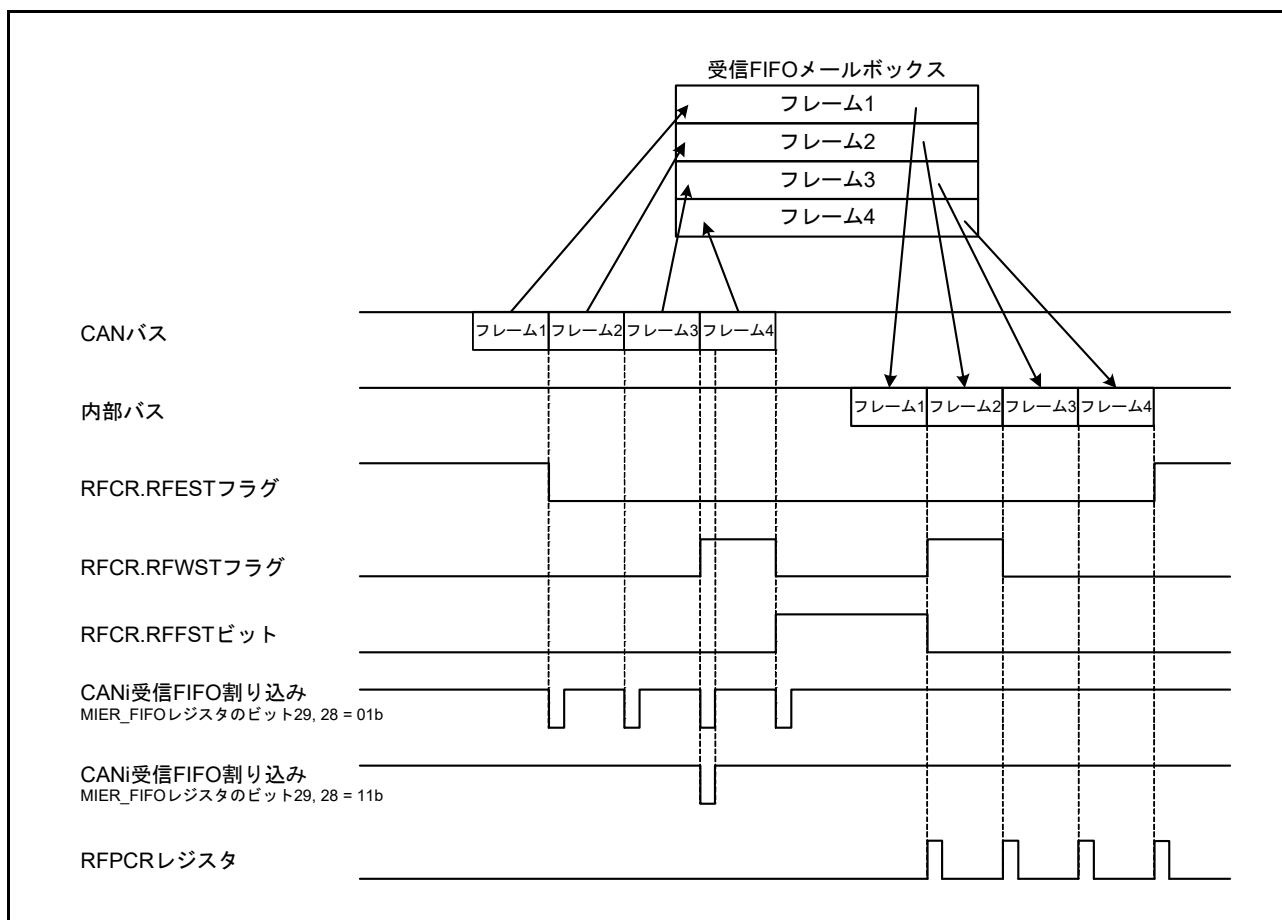 受信FIFOメールボックス
フレーム1
フレーム2
フレーム3
フレーム4
CANバス
フレーム1 フレーム2 フレーム3 フレーム4
内部バス
フレーム1 フレーム2 フレーム3 フレーム4
RFCR.RFESTフラグ
RFCR.RFWSTフラグ
RFCR.RFFSTビット
CANi受信FIFO割り込み
MIER_FIFOレジスタのビット29, 28 = 01b
CANi受信FIFO割り込み
MIER_FIFOレジスタのビット29, 28 = 11b
RFPCRレジスタ